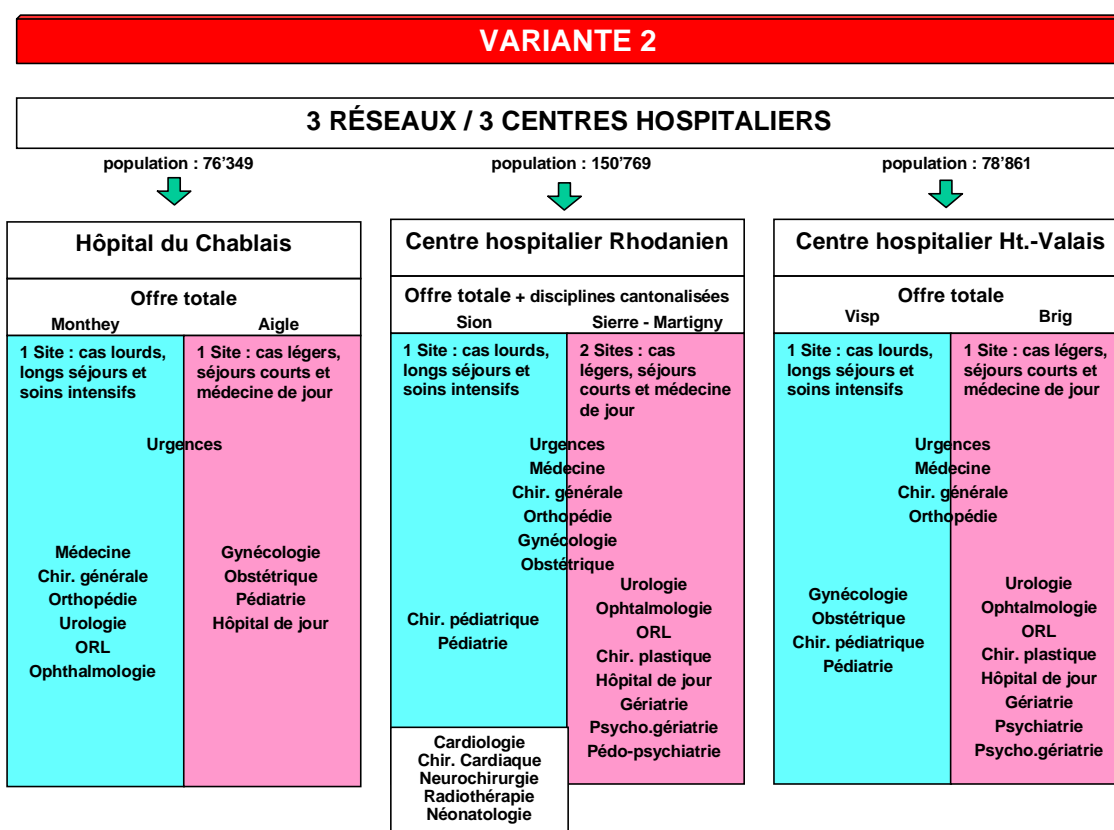 VARIANTE 2
3 RÉSEAUX / 3 CENTRES HOSPITALIERS
population : 76'349
population : 150'769
population : 78'861
Hôpital du Chablais
Offre totale
Monthey
Aigle
1 Site : cas lourds,
longs séjours et
soins intensifs
1 Site : cas légers,
séjours courts et
médecine de jour
Urgences
Médecine
Chir. générale
Orthopédie
Urologie
ORL
Ophthalmologie
Gynécologie
Obstétrique
Pédiatrie
Hôpital de jour
Centre hospitalier Rhodanien
Offre totale + disciplines cantonalisées
Sion
Sierre - Martigny
1 Site : cas lourds,
longs séjours et
soins intensifs
2 Sites : cas
légers, séjours
courts et médecine
de jour
Urgences
Médecine
Chir. générale
Orthopédie
Gynécologie
Obstétrique
Chir. pédiatrique
Pédiatrie
Urologie
Ophtalmologie
ORL
Chir. plastique
Hôpital de jour
Gériatrie
Psycho.gériatrie
Pédo-psychiatrie
Cardiologie
Chir. Cardiaque
Neurochirurgie
Radiothérapie
Néonatologie
Centre hospitalier Ht.-Valais
Offre totale
Visp
Brig
1 Site : cas lourds,
longs séjours et
soins intensifs
1 Site : cas légers,
séjours courts et
médecine de jour
Urgences
Médecine
Chir. générale
Orthopédie
Gynécologie
Obstétrique
Chir. pédiatrique
Pédiatrie
Urologie
Ophtalmologie
ORL
Chir. plastique
Hôpital de jour
Gériatrie
Psychiatrie
Psycho.gériatrie